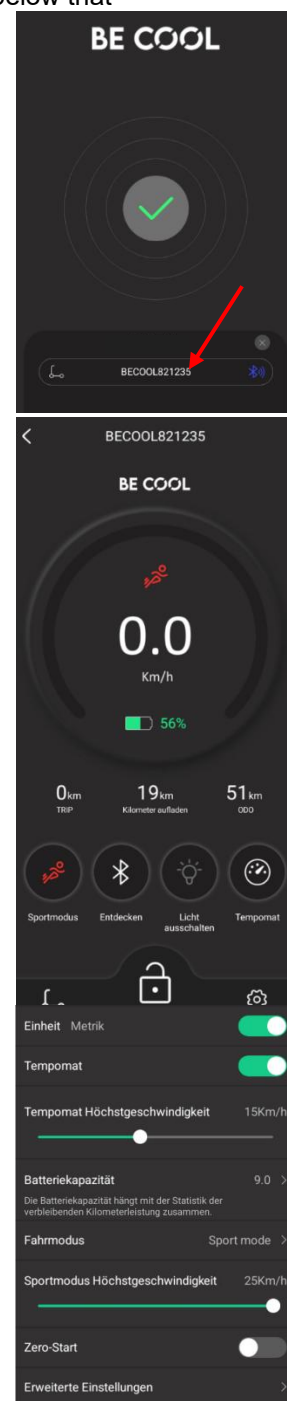 below that
BE COOL
BECOOL821235
BECOOL821235
BE COOL
0.0
Km/h
56%
0km 19km 51km
TRIP Kilometer aufladen ODO
Sportmodus Entdecken Licht ausschalten Tempomat
Einheit Metrik
Tempomat
Tempomat Höchstgeschwindigkeit 15Km/h
Batteriekapazität 9.0 >
Die Batteriekapazität hängt mit der Statistik der
verbleibenden Kilometerleistung zusammen.
Fahrmodus Sport mode >
Sportmodus Höchstgeschwindigkeit 25Km/h
Zero-Start
Erweiterte Einstellungen >